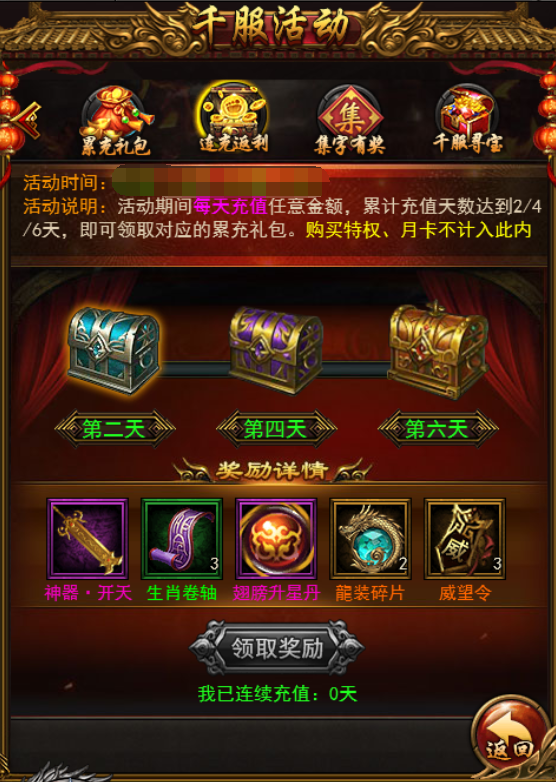 千服活动
累充礼包
连充返利
集
集字有奖
千服寻宝
活动时间：
活动说明：活动期间每天充值任意金额，累计充值天数达到2/4
/6天，即可领取对应的累充礼包。购买特权、月卡不计入此内
第二天
第四天
第六天
奖励详情
3
2
威
3
神器·开天
生肖卷轴
翅膀升星丹
龍装碎片
威望令
领取奖励
我已连续充值：0天
返回